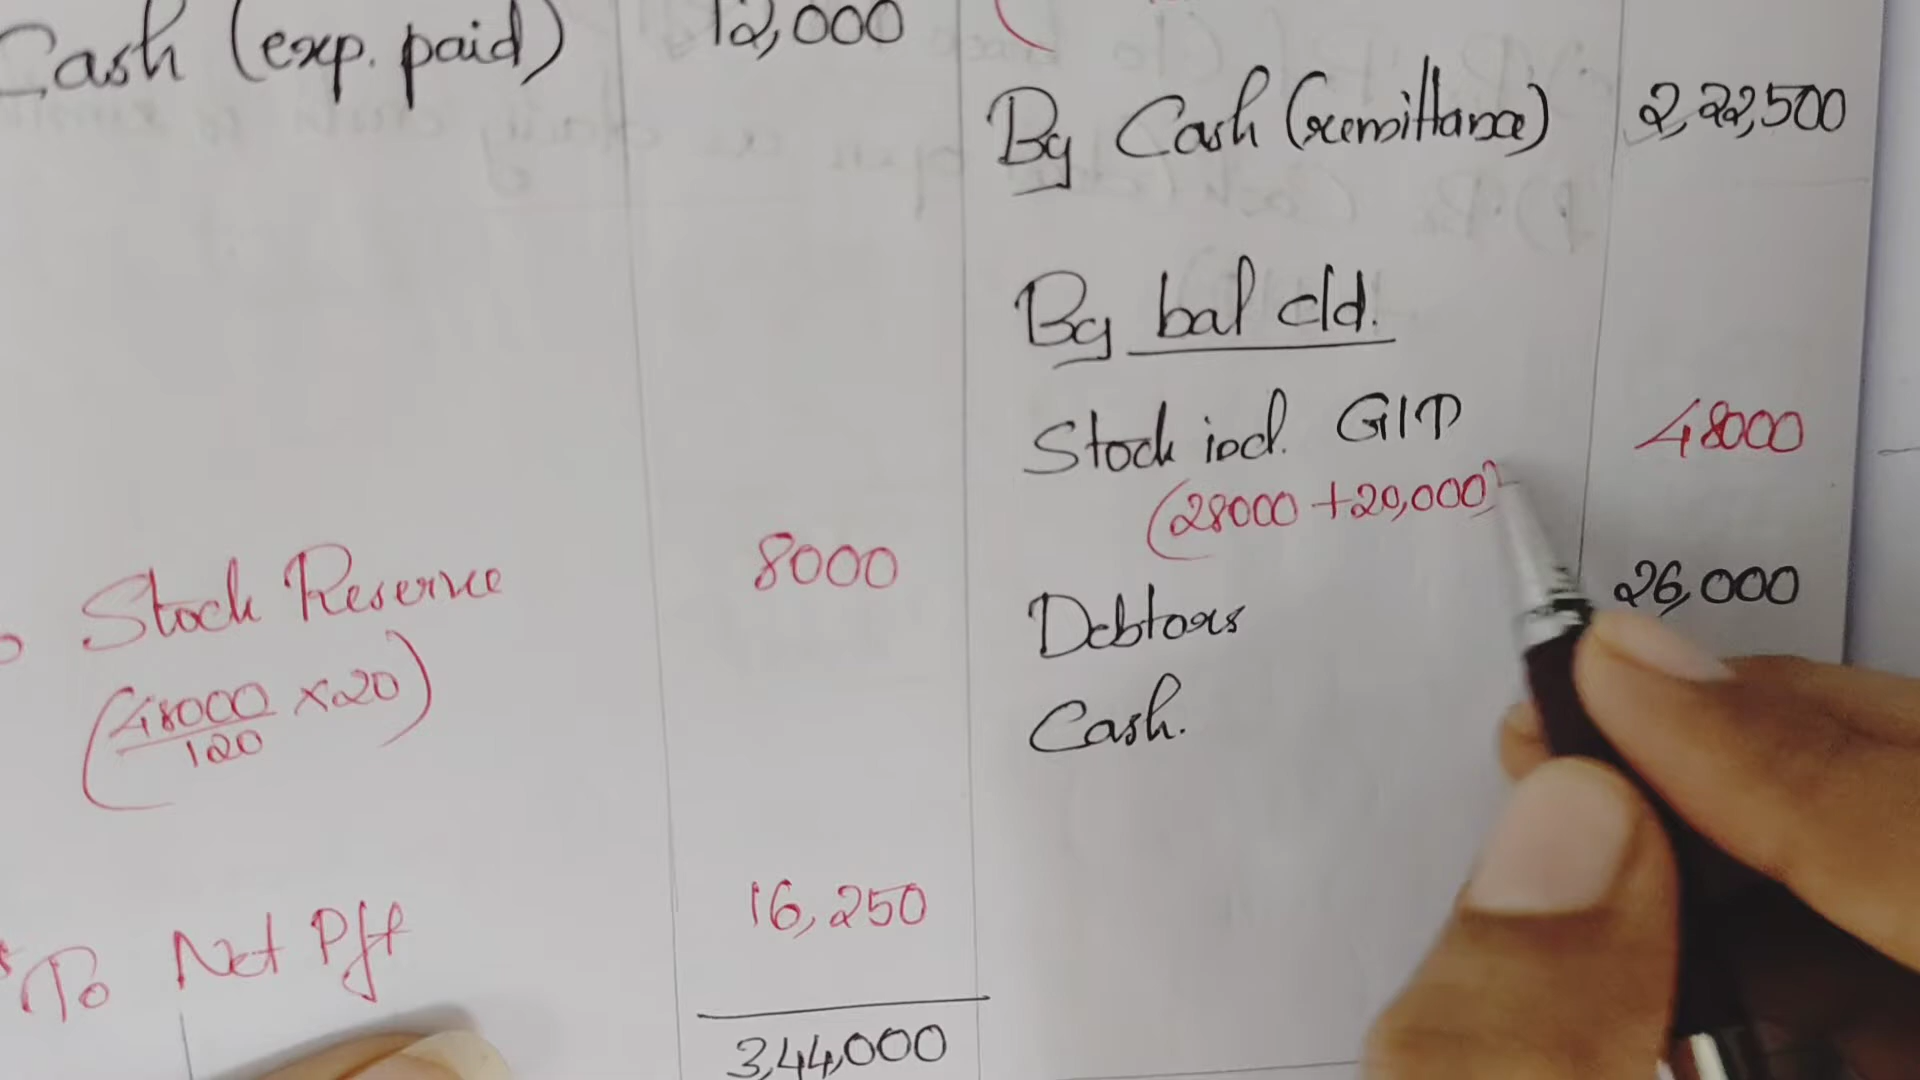 Cash (exp. paid) 12,000
By Cash (remittance) 2,22,500
By bal c/d.
Stock incl. GIT 48000
(28000 + 20,000)
Stock Reserve 8000
Debtors 26,000
(48000/120 × 20)
Cash.
To Net Pft 16,250
3,44,000